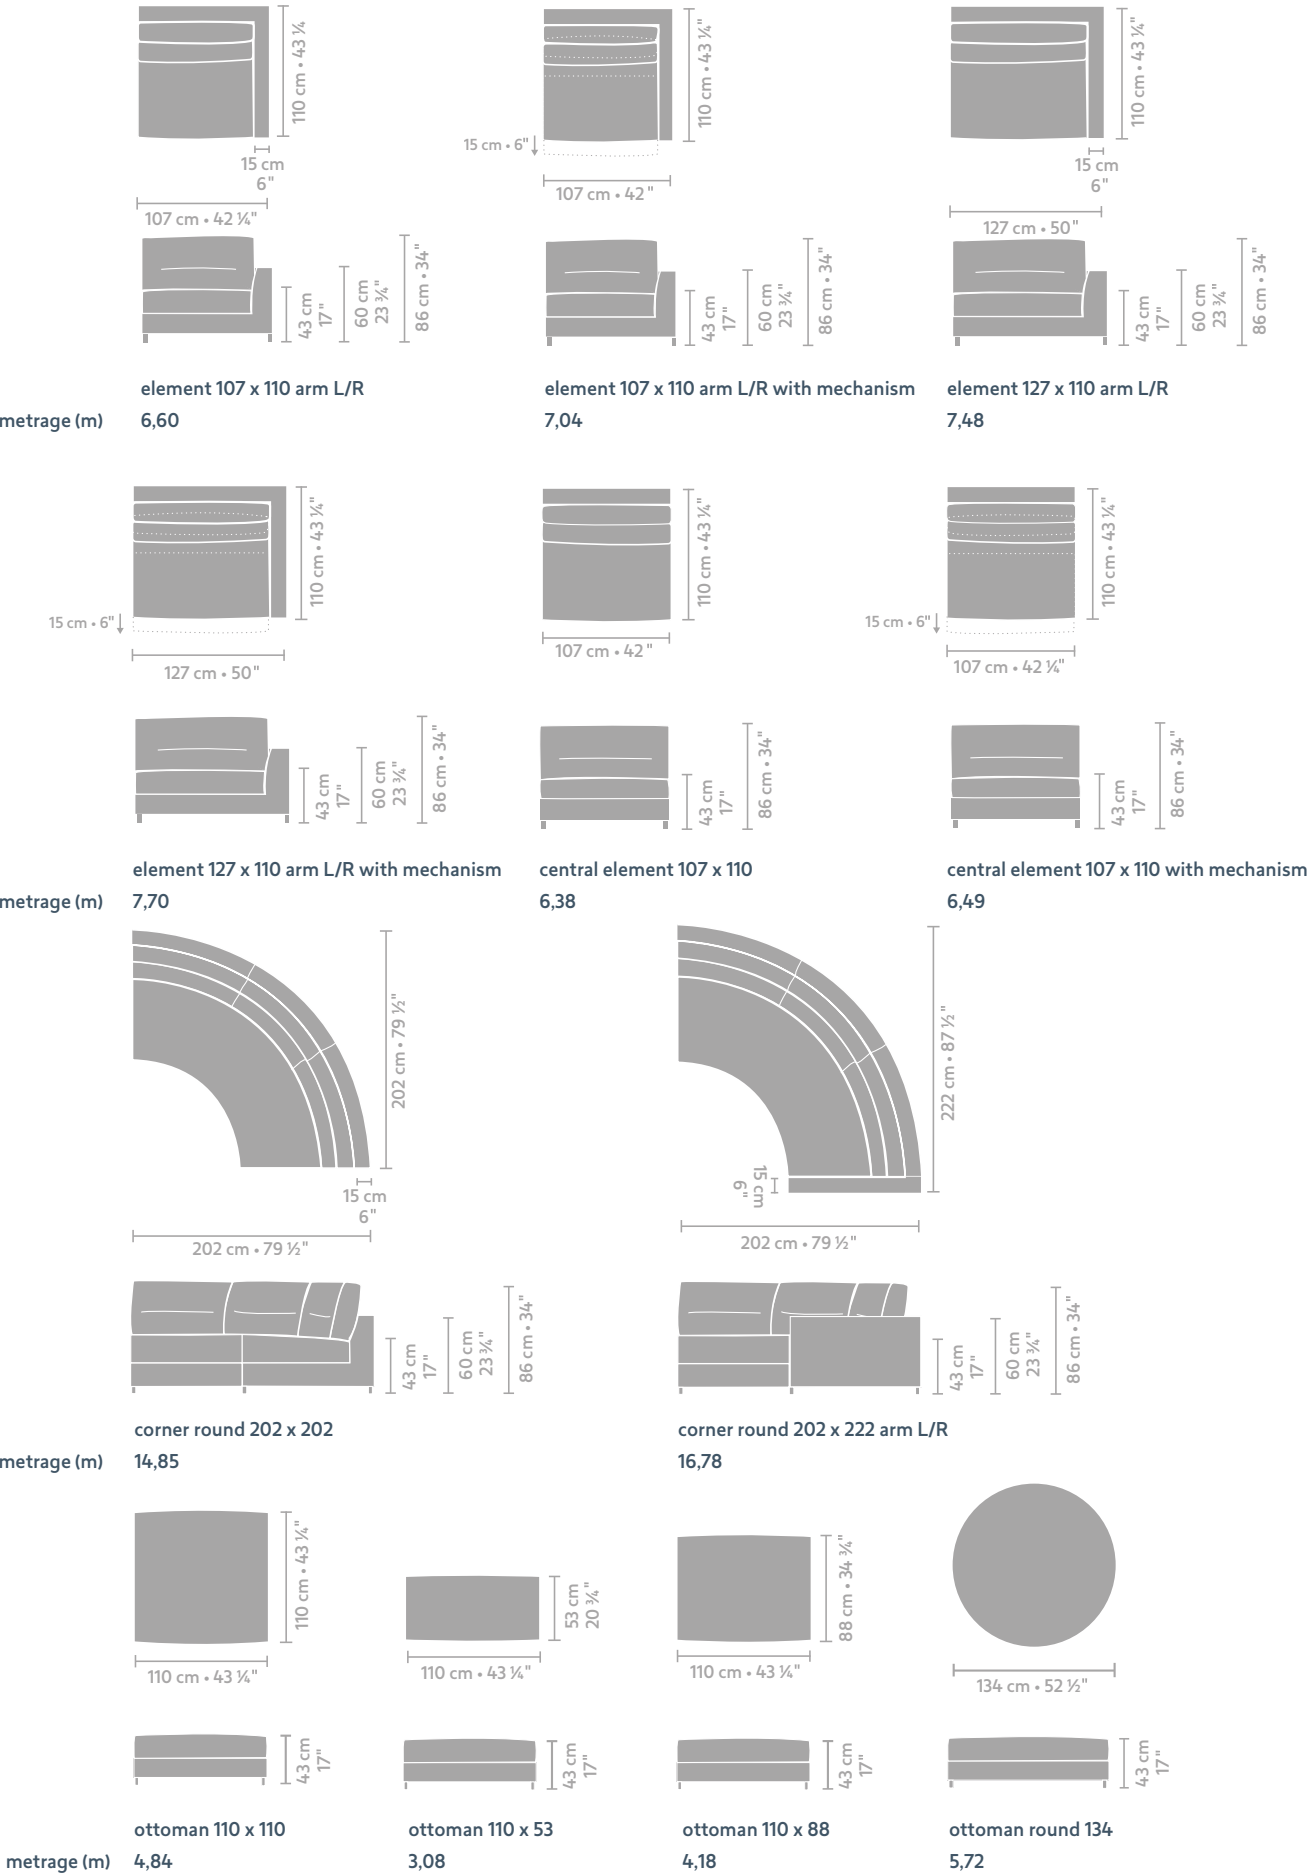 110 cm • 43 ¼
15 cm
6"
107 cm • 42 ¼"
43 cm
17"
60 cm
23 ¾"
86 cm • 34"
element 107 x 110 arm L/R
metrage (m) 6,60
110 cm • 43 ¼"
15 cm • 6"
107 cm • 42"
43 cm
17"
60 cm
23 ¾"
86 cm • 34"
element 107 x 110 arm L/R with mechanism
7,04
110 cm • 43 ¼"
15 cm
6"
127 cm • 50"
43 cm
17"
60 cm
23 ¾"
86 cm • 34"
element 127 x 110 arm L/R
7,48
110 cm • 43 ¼"
15 cm • 6"
127 cm • 50"
43 cm
17"
60 cm
23 ¾"
86 cm • 34"
element 127 x 110 arm L/R with mechanism
metrage (m) 7,70
110 cm • 43 ¼"
107 cm • 42"
43 cm
17"
86 cm • 34"
central element 107 x 110
6,38
110 cm • 43 ¼"
15 cm • 6"
107 cm • 42 ¼"
43 cm
17"
86 cm • 34"
central element 107 x 110 with mechanism
6,49
202 cm • 79 ½"
15 cm
6"
202 cm • 79 ½"
43 cm
17"
60 cm
23 ¾"
86 cm • 34"
corner round 202 x 202
metrage (m) 14,85
222 cm • 87 ½"
15 cm
6"
202 cm • 79 ½"
43 cm
17"
60 cm
23 ¾"
86 cm • 34"
corner round 202 x 222 arm L/R
16,78
110 cm • 43 ¼"
110 cm • 43 ¼"
43 cm
17"
ottoman 110 x 110
metrage (m) 4,84
53 cm
20 ¾"
110 cm • 43 ¼"
43 cm
17"
ottoman 110 x 53
3,08
88 cm • 34 ¾"
110 cm • 43 ¼"
43 cm
17"
ottoman 110 x 88
4,18
134 cm • 52 ½"
43 cm
17"
ottoman round 134
5,72